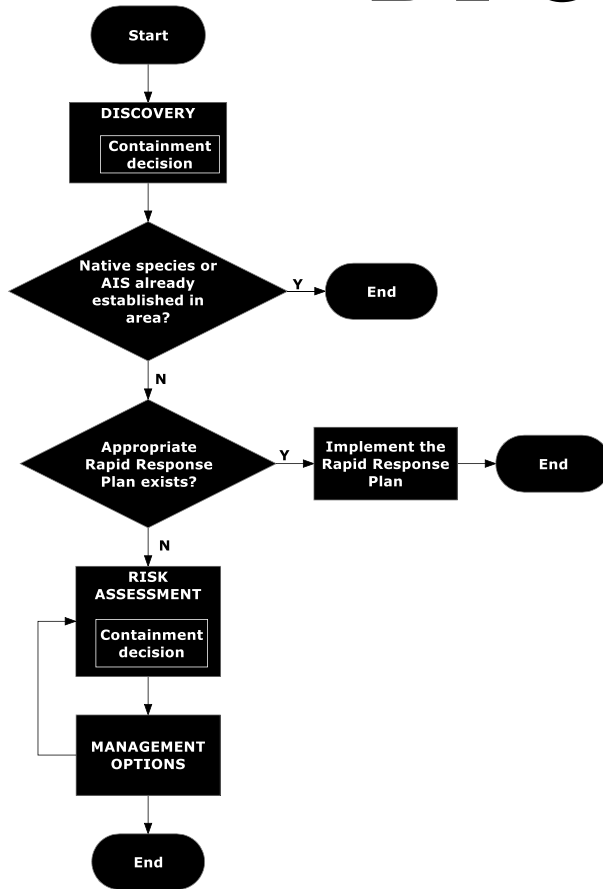 Start
DISCOVERY
Containment
decision
Native species or
AIS already
established in
area?
Y
End
N
Appropriate
Rapid Response
Plan exists?
Y
Implement the
Rapid Response
Plan
End
N
RISK
ASSESSMENT
Containment
decision
MANAGEMENT
OPTIONS
End